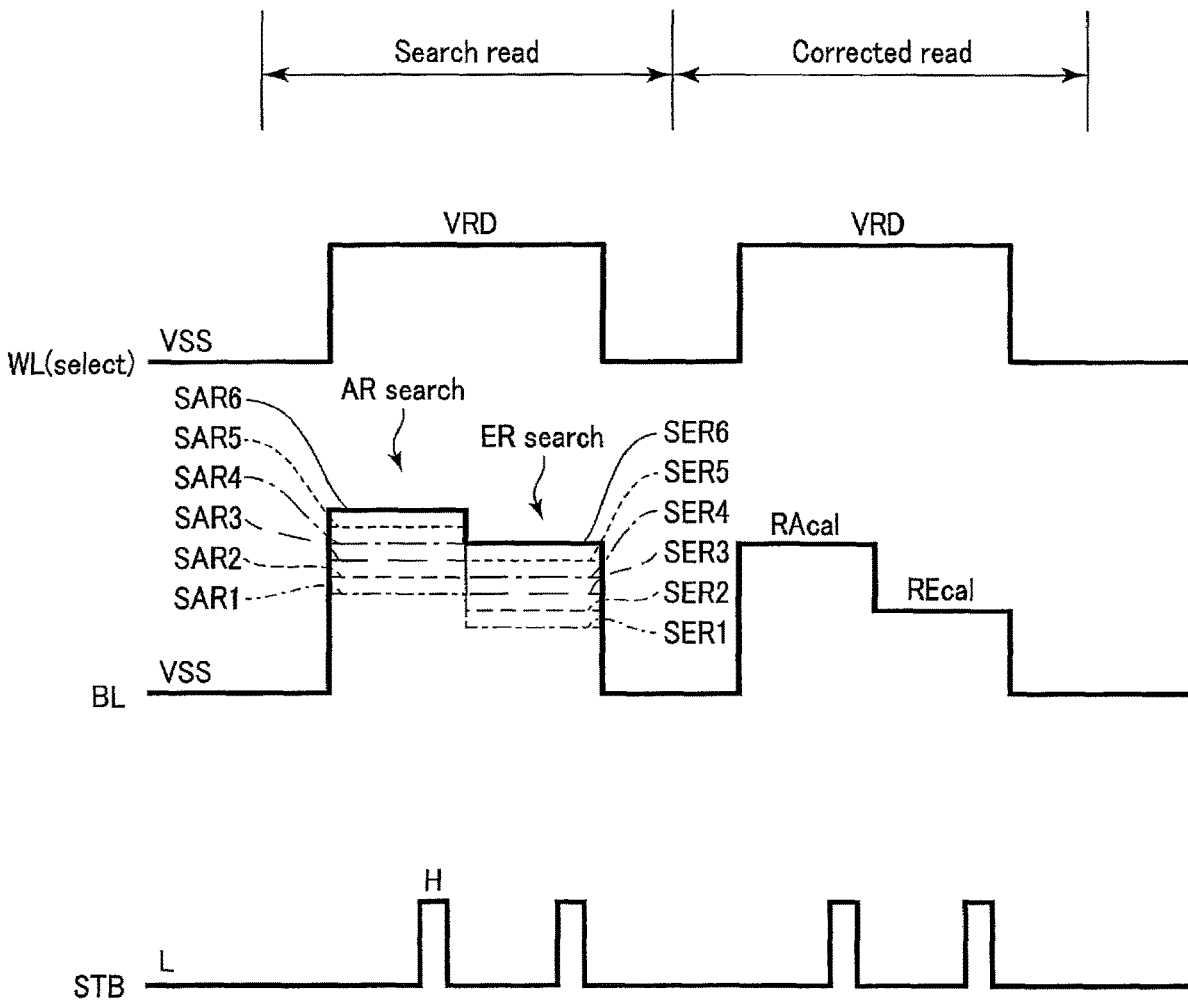 Search read
Corrected read
VRD
VRD
VSS
WL(select)
SAR6
SAR5
SAR4
SAR3
SAR2
SAR1
AR search
ER search
SER6
SER5
SER4
SER3
SER2
SER1
RAcal
REcal
VSS
BL
H
L
STB